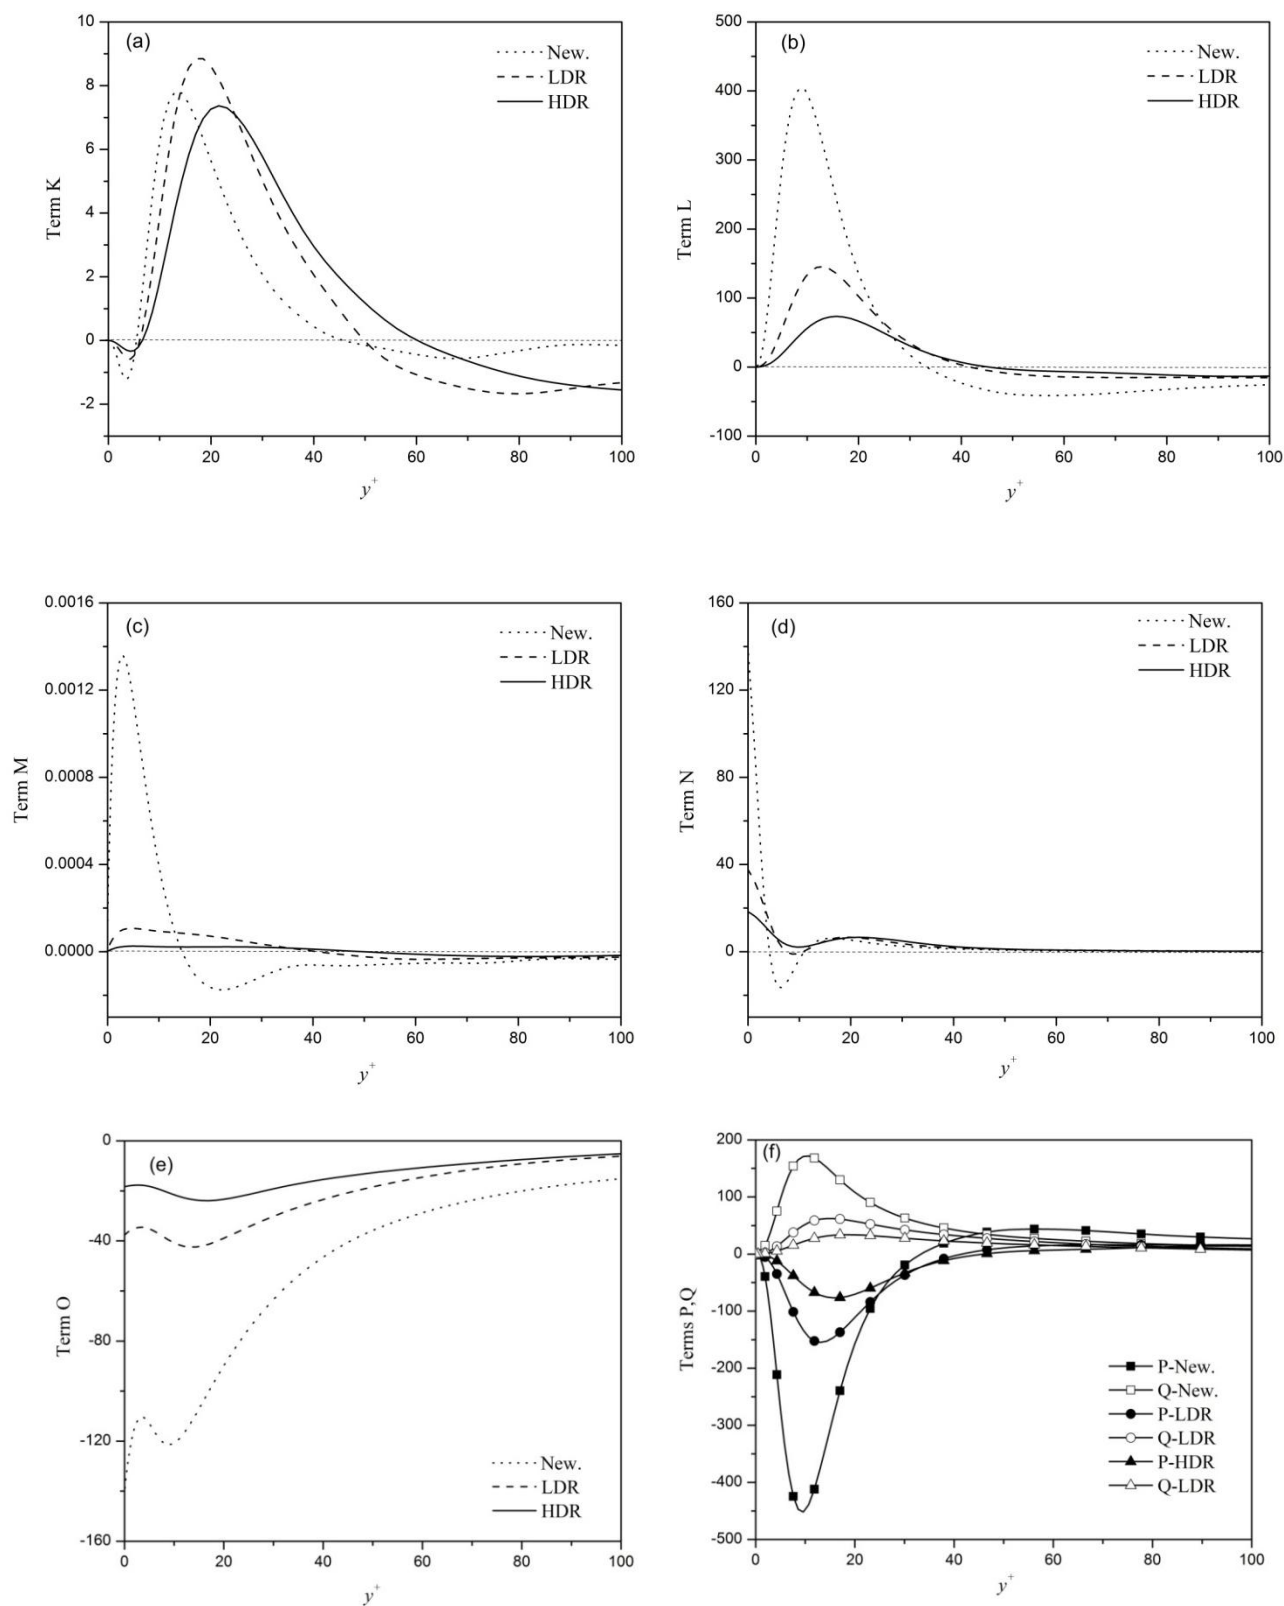 (a)
New.
LDR
HDR
Term K
10
8
6
4
2
0
-2
0 20 40 60 80 100
y+
(b)
New.
LDR
HDR
Term L
500
400
300
200
100
0
-100
0 20 40 60 80 100
y+
(c)
New.
LDR
HDR
Term M
0.0016
0.0012
0.0008
0.0004
0.0000
0 20 40 60 80 100
y+
(d)
New.
LDR
HDR
Term N
160
120
80
40
0
0 20 40 60 80 100
y+
(e)
New.
LDR
HDR
Term O
0
-40
-80
-120
-160
0 20 40 60 80 100
y+
(f)
P-New.
Q-New.
P-LDR
Q-LDR
P-HDR
Q-LDR
Terms P,Q
200
100
0
-100
-200
-300
-400
-500
0 20 40 60 80 100
y+